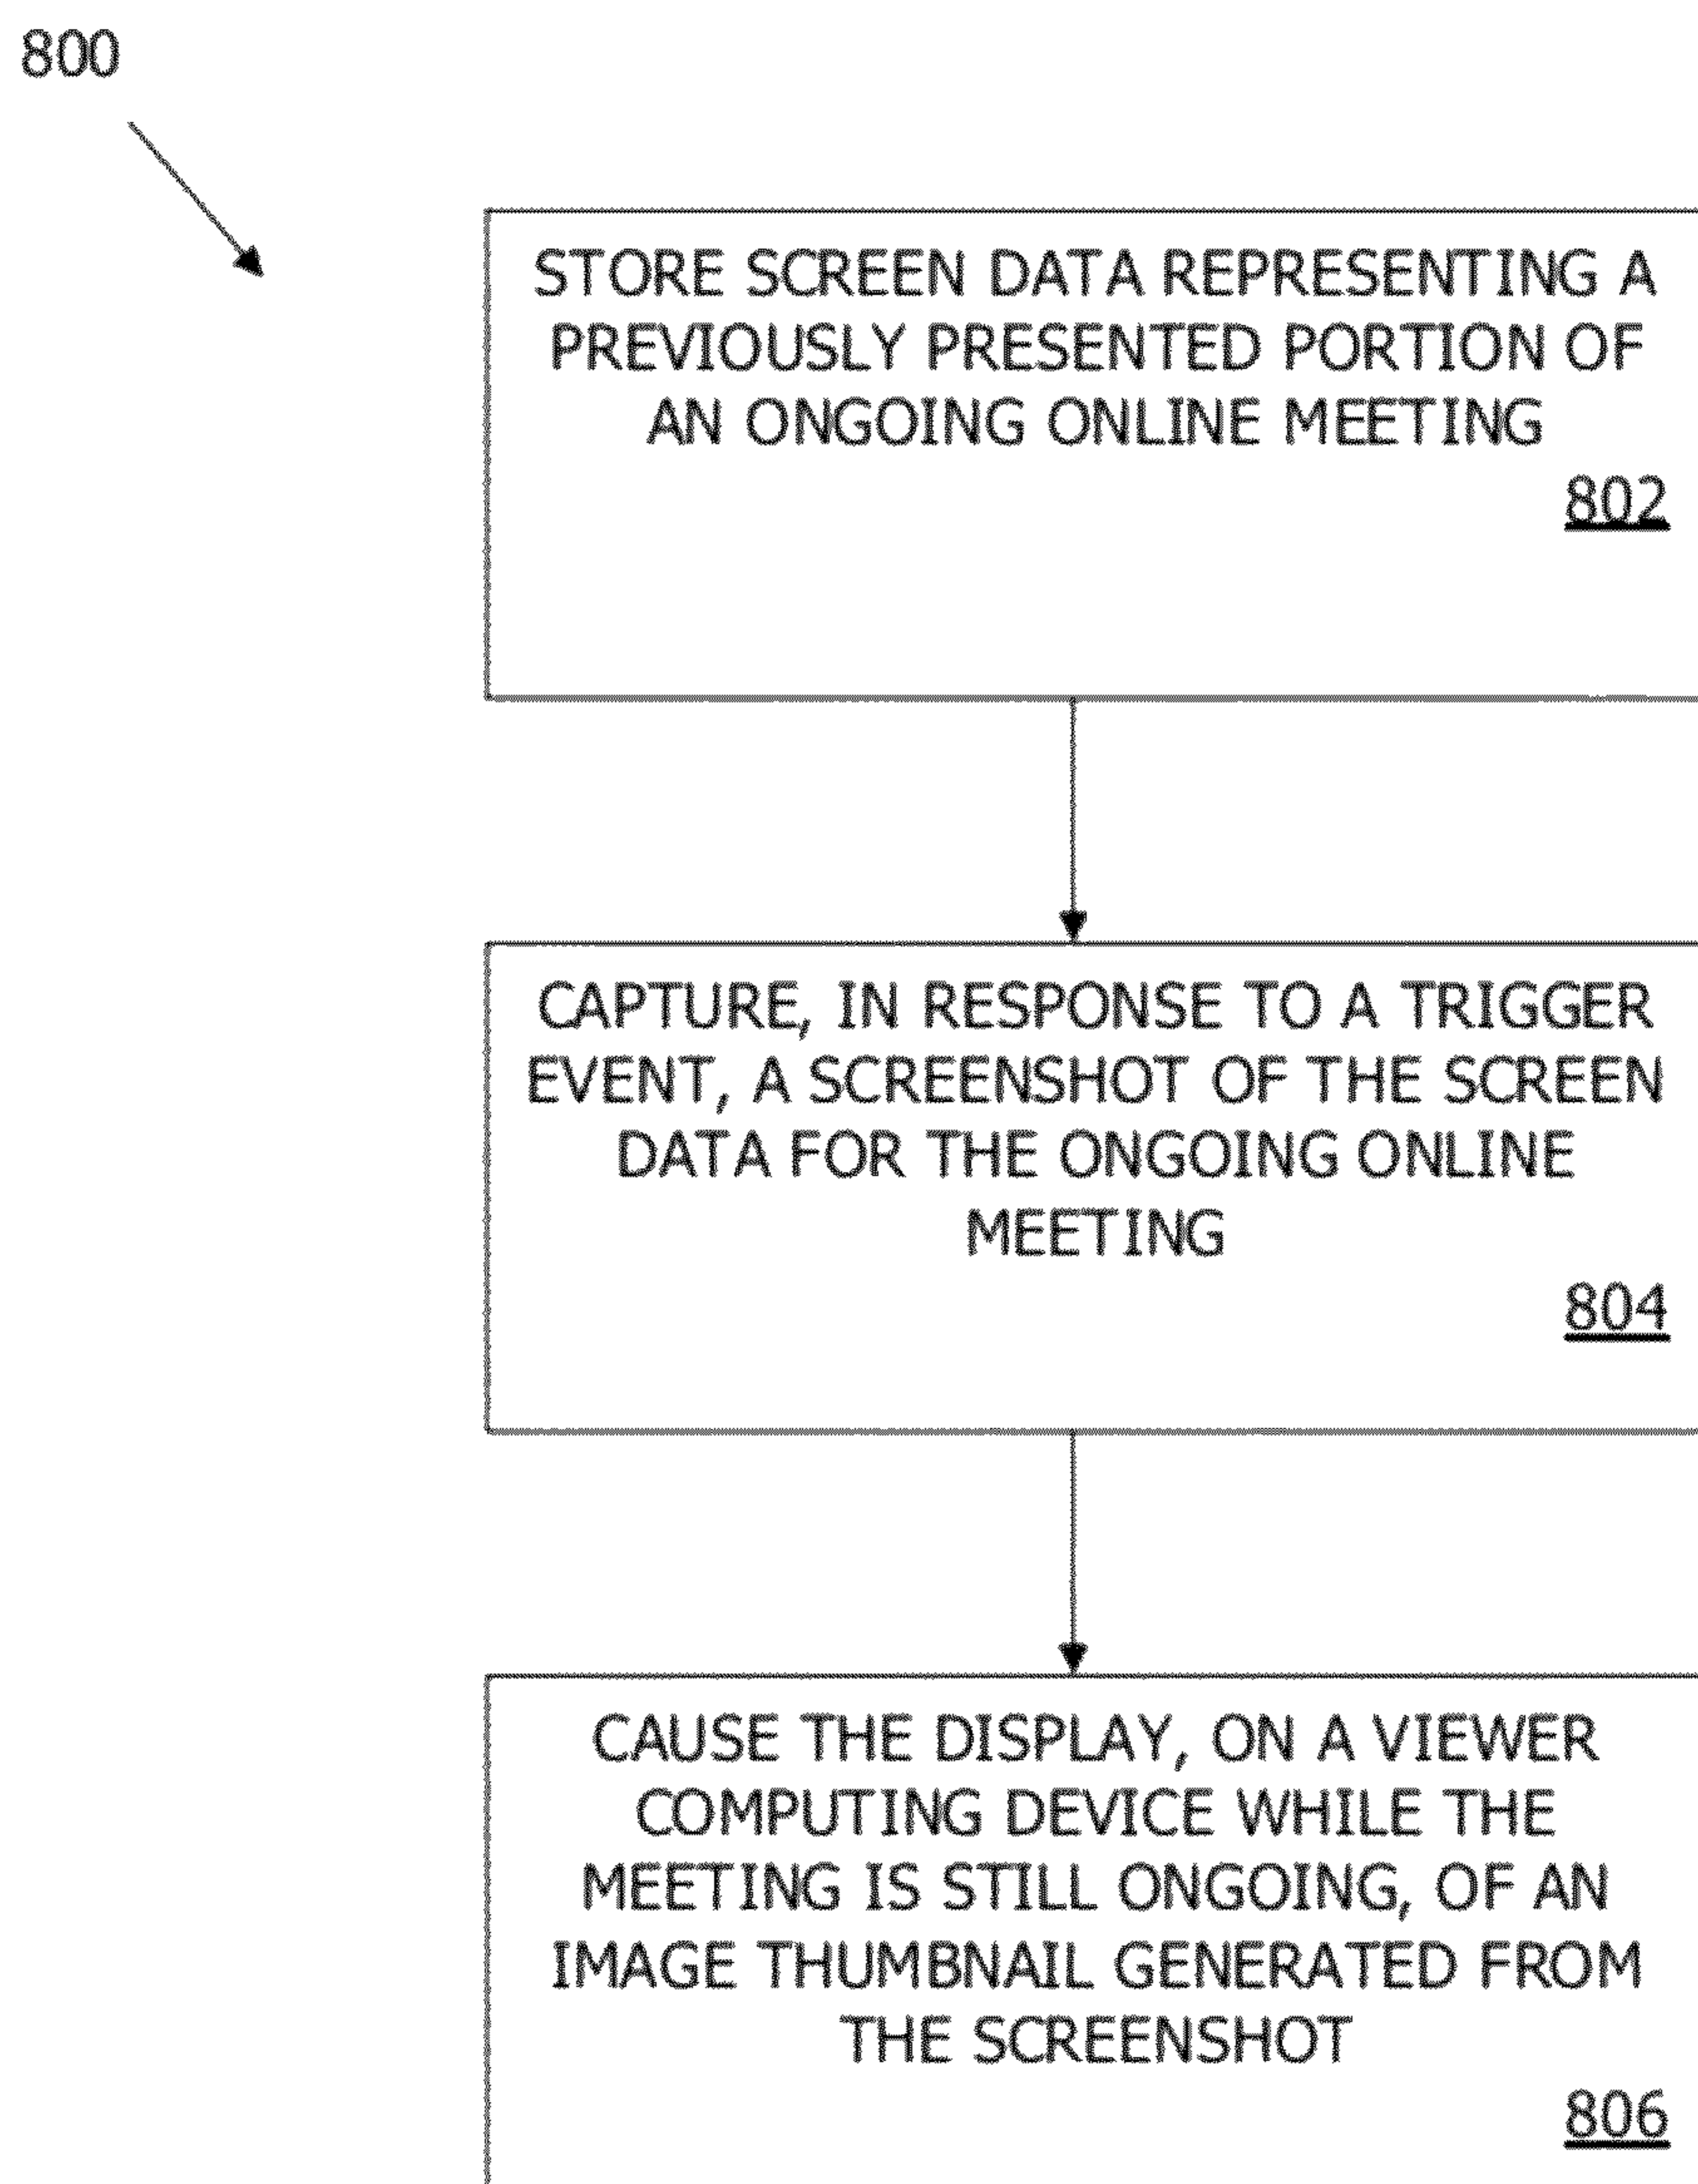 800
STORE SCREEN DATA REPRESENTING A
PREVIOUSLY PRESENTED PORTION OF
AN ONGOING ONLINE MEETING
802
CAPTURE, IN RESPONSE TO A TRIGGER
EVENT, A SCREENSHOT OF THE SCREEN
DATA FOR THE ONGOING ONLINE
MEETING
804
CAUSE THE DISPLAY, ON A VIEWER
COMPUTING DEVICE WHILE THE
MEETING IS STILL ONGOING, OF AN
IMAGE THUMBNAIL GENERATED FROM
THE SCREENSHOT
806